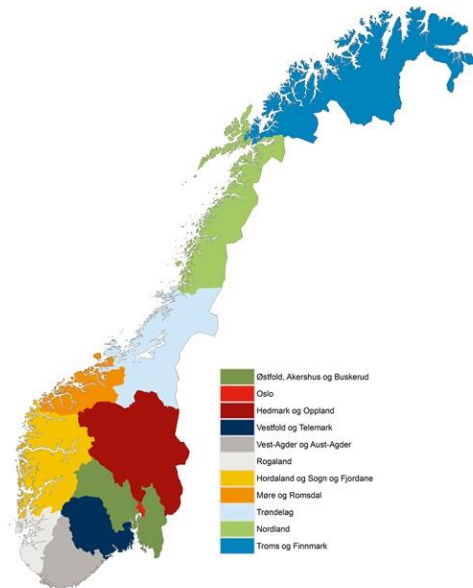 Østfold, Akershus og Buskerud
Oslo
Hedmark og Oppland
Vestfold og Telemark
Vest-Agder og Aust-Agder
Rogaland
Hordaland og Sogn og Fjordane
Møre og Romsdal
Trøndelag
Nordland
Troms og Finnmark